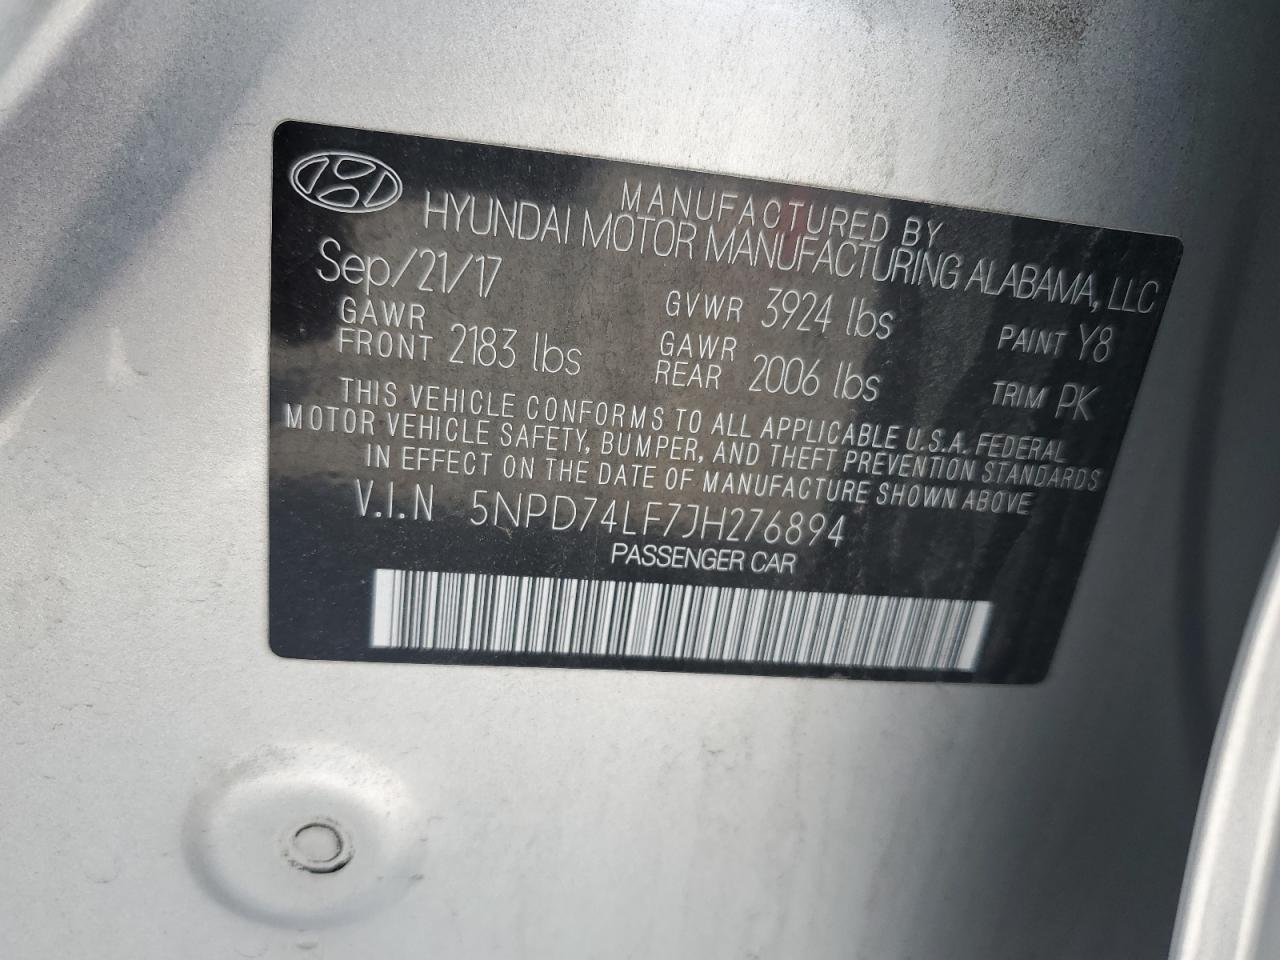 MANUFACTURED BY
HYUNDAI MOTOR MANUFACTURING ALABAMA, LLC
Sep/21/17 GVWR 3924 lbs PAINT Y8
GAWR FRONT 2183 lbs GAWR REAR 2006 lbs TRIM PK
THIS VEHICLE CONFORMS TO ALL APPLICABLE U.S.A. FEDERAL
MOTOR VEHICLE SAFETY, BUMPER, AND THEFT PREVENTION STANDARDS
IN EFFECT ON THE DATE OF MANUFACTURE SHOWN ABOVE
V.I.N 5NPD74LF7JH276894
PASSENGER CAR